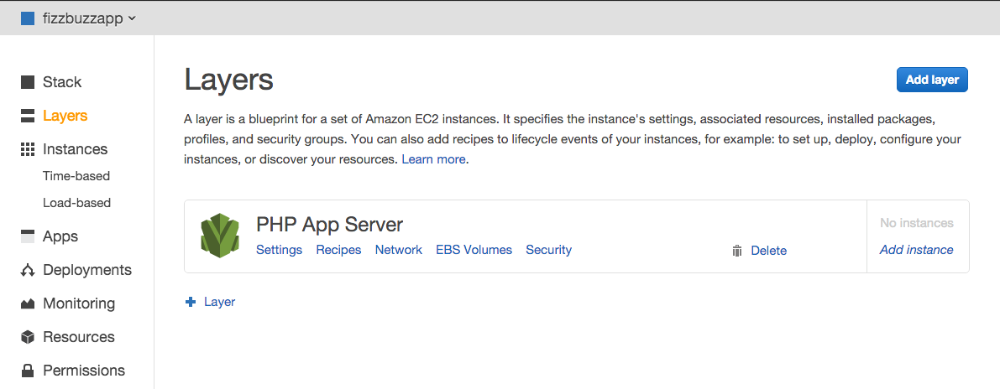 fizzbuzzapp
Stack
Layers
Instances
Time-based
Load-based
Apps
Deployments
Monitoring
Resources
Permissions
Layers
Add layer
A layer is a blueprint for a set of Amazon EC2 instances. It specifies the instance's settings, associated resources, installed packages,
profiles, and security groups. You can also add recipes to lifecycle events of your instances, for example: to set up, deploy, configure your
instances, or discover your resources. Learn more.
PHP App Server
Settings Recipes Network EBS Volumes Security
Delete
No instances
Add instance
Layer